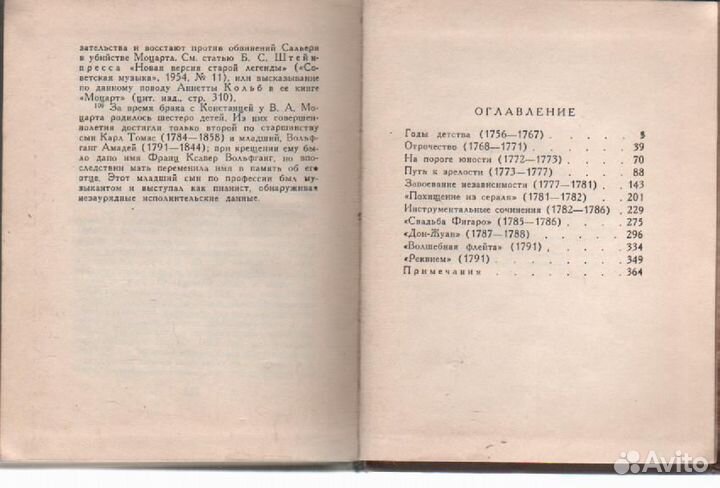 зательства и восстают против обвинений Сальери
в убийстве Моцарта. См. статью Б. С. Штейн-
пресса «Новая версия старой легенды» («Со-
ветская музыка», 1954, № 11), или высказывание
по данному поводу Аннетты Кольб в ее книге
«Моцарт» (цит. изд., стр. 310).
109 За время брака с Констанцей у В. А. Мо-
царта родилось шестеро детей. Из них совершен-
нолетия достигли только второй по старшинству
сын Карл Томас (1784—1858) и младший, Вольф-
ганг Амадей (1791—1844); при крещении ему бы-
ло дано имя Франц Ксавер Вольфганг, но впо-
следствии мать переменила имя в память об его
отце. Этот младший сын по профессии был му-
зыкантом и выступал как пианист, обнаруживая
незаурядные исполнительские данные.
ОГЛАВЛЕНИЕ
Годы детства (1756—1767) . . . . . . 5
Отрочество (1768—1771) . . . . . . 39
На пороге юности (1772—1773) . . . . 70
Путь к зрелости (1773—1777) . . . . 88
Завоевание независимости (1777—1781) . . 143
«Похищение из сераля» (1781—1782) . . . 201
Инструментальные сочинения (1782—1786) . 229
«Свадьба Фигаро» (1785—1786) . . . . 275
«Дон-Жуан» (1787—1788) . . . . . . 296
«Волшебная флейта» (1791) . . . . . 334
«Реквием» (1791) . . . . . . . . 349
Примечания . . . . . . . . . 364
Avito